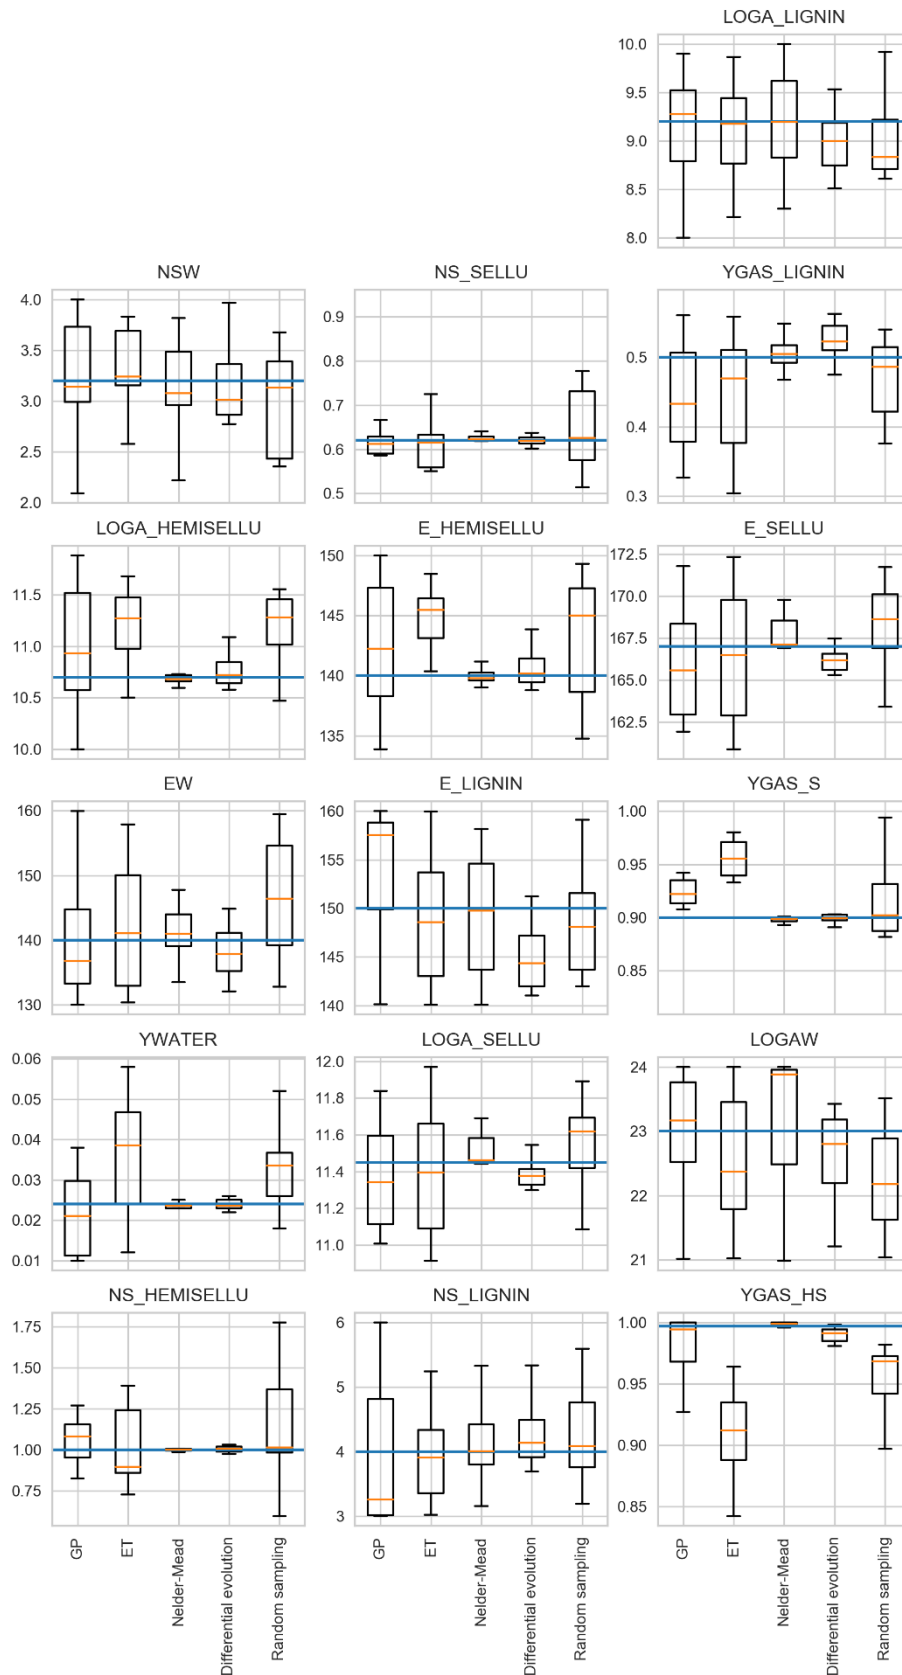 LOGA_LIGNIN
10.0
9.5
9.0
8.5
8.0
NSW
4.0
3.5
3.0
2.5
2.0
NS_SELLU
0.9
0.8
0.7
0.6
0.5
YGAS_LIGNIN
0.5
0.4
0.3
LOGA_HEMISELLU
11.5
11.0
10.5
10.0
E_HEMISELLU
150
145
140
135
E_SELLU
172.5
170.0
167.5
165.0
162.5
EW
160
150
140
130
E_LIGNIN
160
155
150
145
140
YGAS_S
1.00
0.95
0.90
0.85
YWATER
0.06
0.05
0.04
0.03
0.02
0.01
LOGA_SELLU
12.0
11.8
11.6
11.4
11.2
11.0
LOGAW
24
23
22
21
NS_HEMISELLU
1.75
1.50
1.25
1.00
0.75
GP
ET
Nelder-Mead
Differential evolution
Random sampling
NS_LIGNIN
6
5
4
3
GP
ET
Nelder-Mead
Differential evolution
Random sampling
YGAS_HS
1.00
0.95
0.90
0.85
GP
ET
Nelder-Mead
Differential evolution
Random sampling